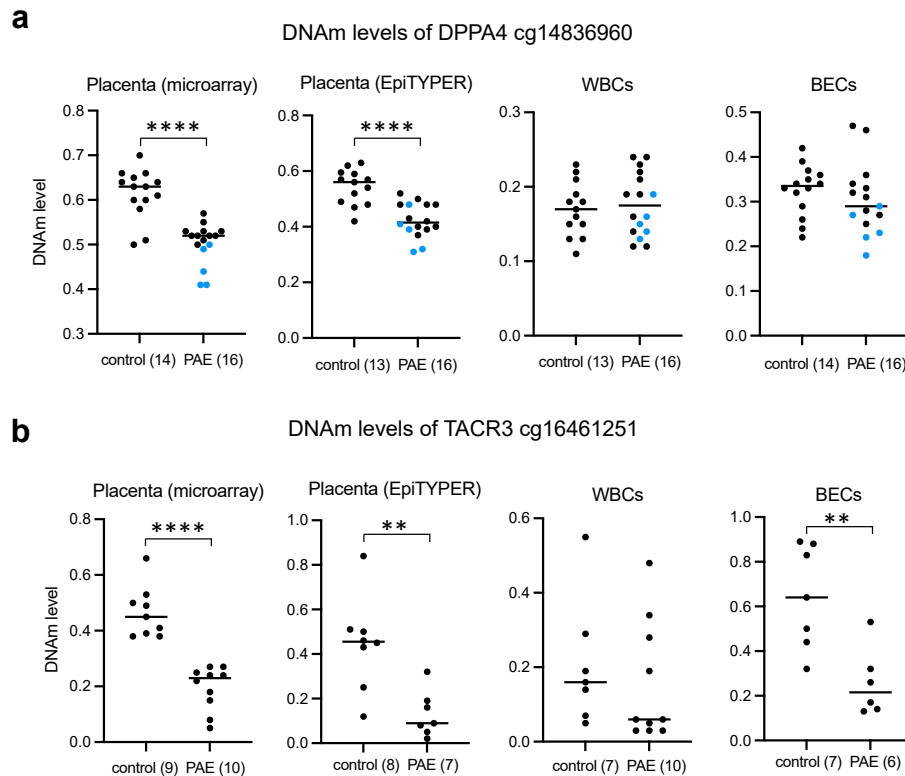 a
DNAm levels of DPPA4 cg14836960
Placenta (microarray)
Placenta (EpiTYPER)
WBCs
BECs
DNAm level
0.8
0.7
0.6
0.5
0.4
0.3
****
control (14) PAE (16)
0.8
0.6
0.4
0.2
0.0
****
control (13) PAE (16)
0.3
0.2
0.1
0.0
control (13) PAE (16)
0.5
0.4
0.3
0.2
0.1
0.0
control (14) PAE (16)
b
DNAm levels of TACR3 cg16461251
Placenta (microarray)
Placenta (EpiTYPER)
WBCs
BECs
DNAm level
0.8
0.6
0.4
0.2
0.0
****
control (9) PAE (10)
1.0
0.8
0.6
0.4
0.2
0.0
**
control (8) PAE (7)
0.6
0.4
0.2
0.0
control (7) PAE (10)
1.0
0.8
0.6
0.4
0.2
0.0
**
control (7) PAE (6)